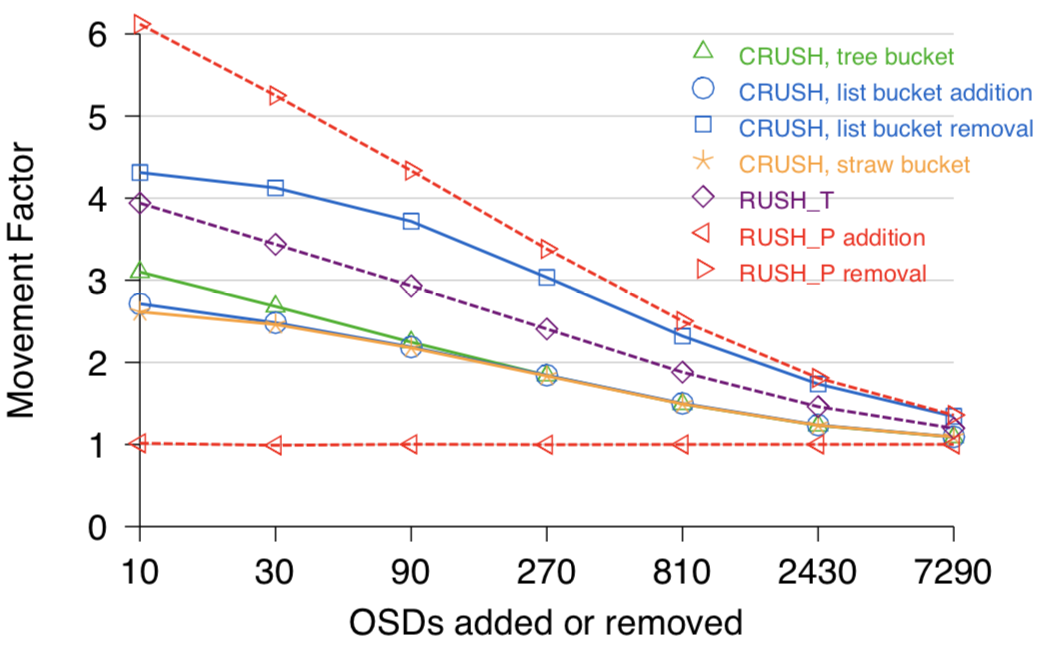 6
5
4
3
2
1
0
Movement Factor
CRUSH, tree bucket
CRUSH, list bucket addition
CRUSH, list bucket removal
CRUSH, straw bucket
RUSH_T
RUSH_P addition
RUSH_P removal
10 30 90 270 810 2430 7290
OSDs added or removed